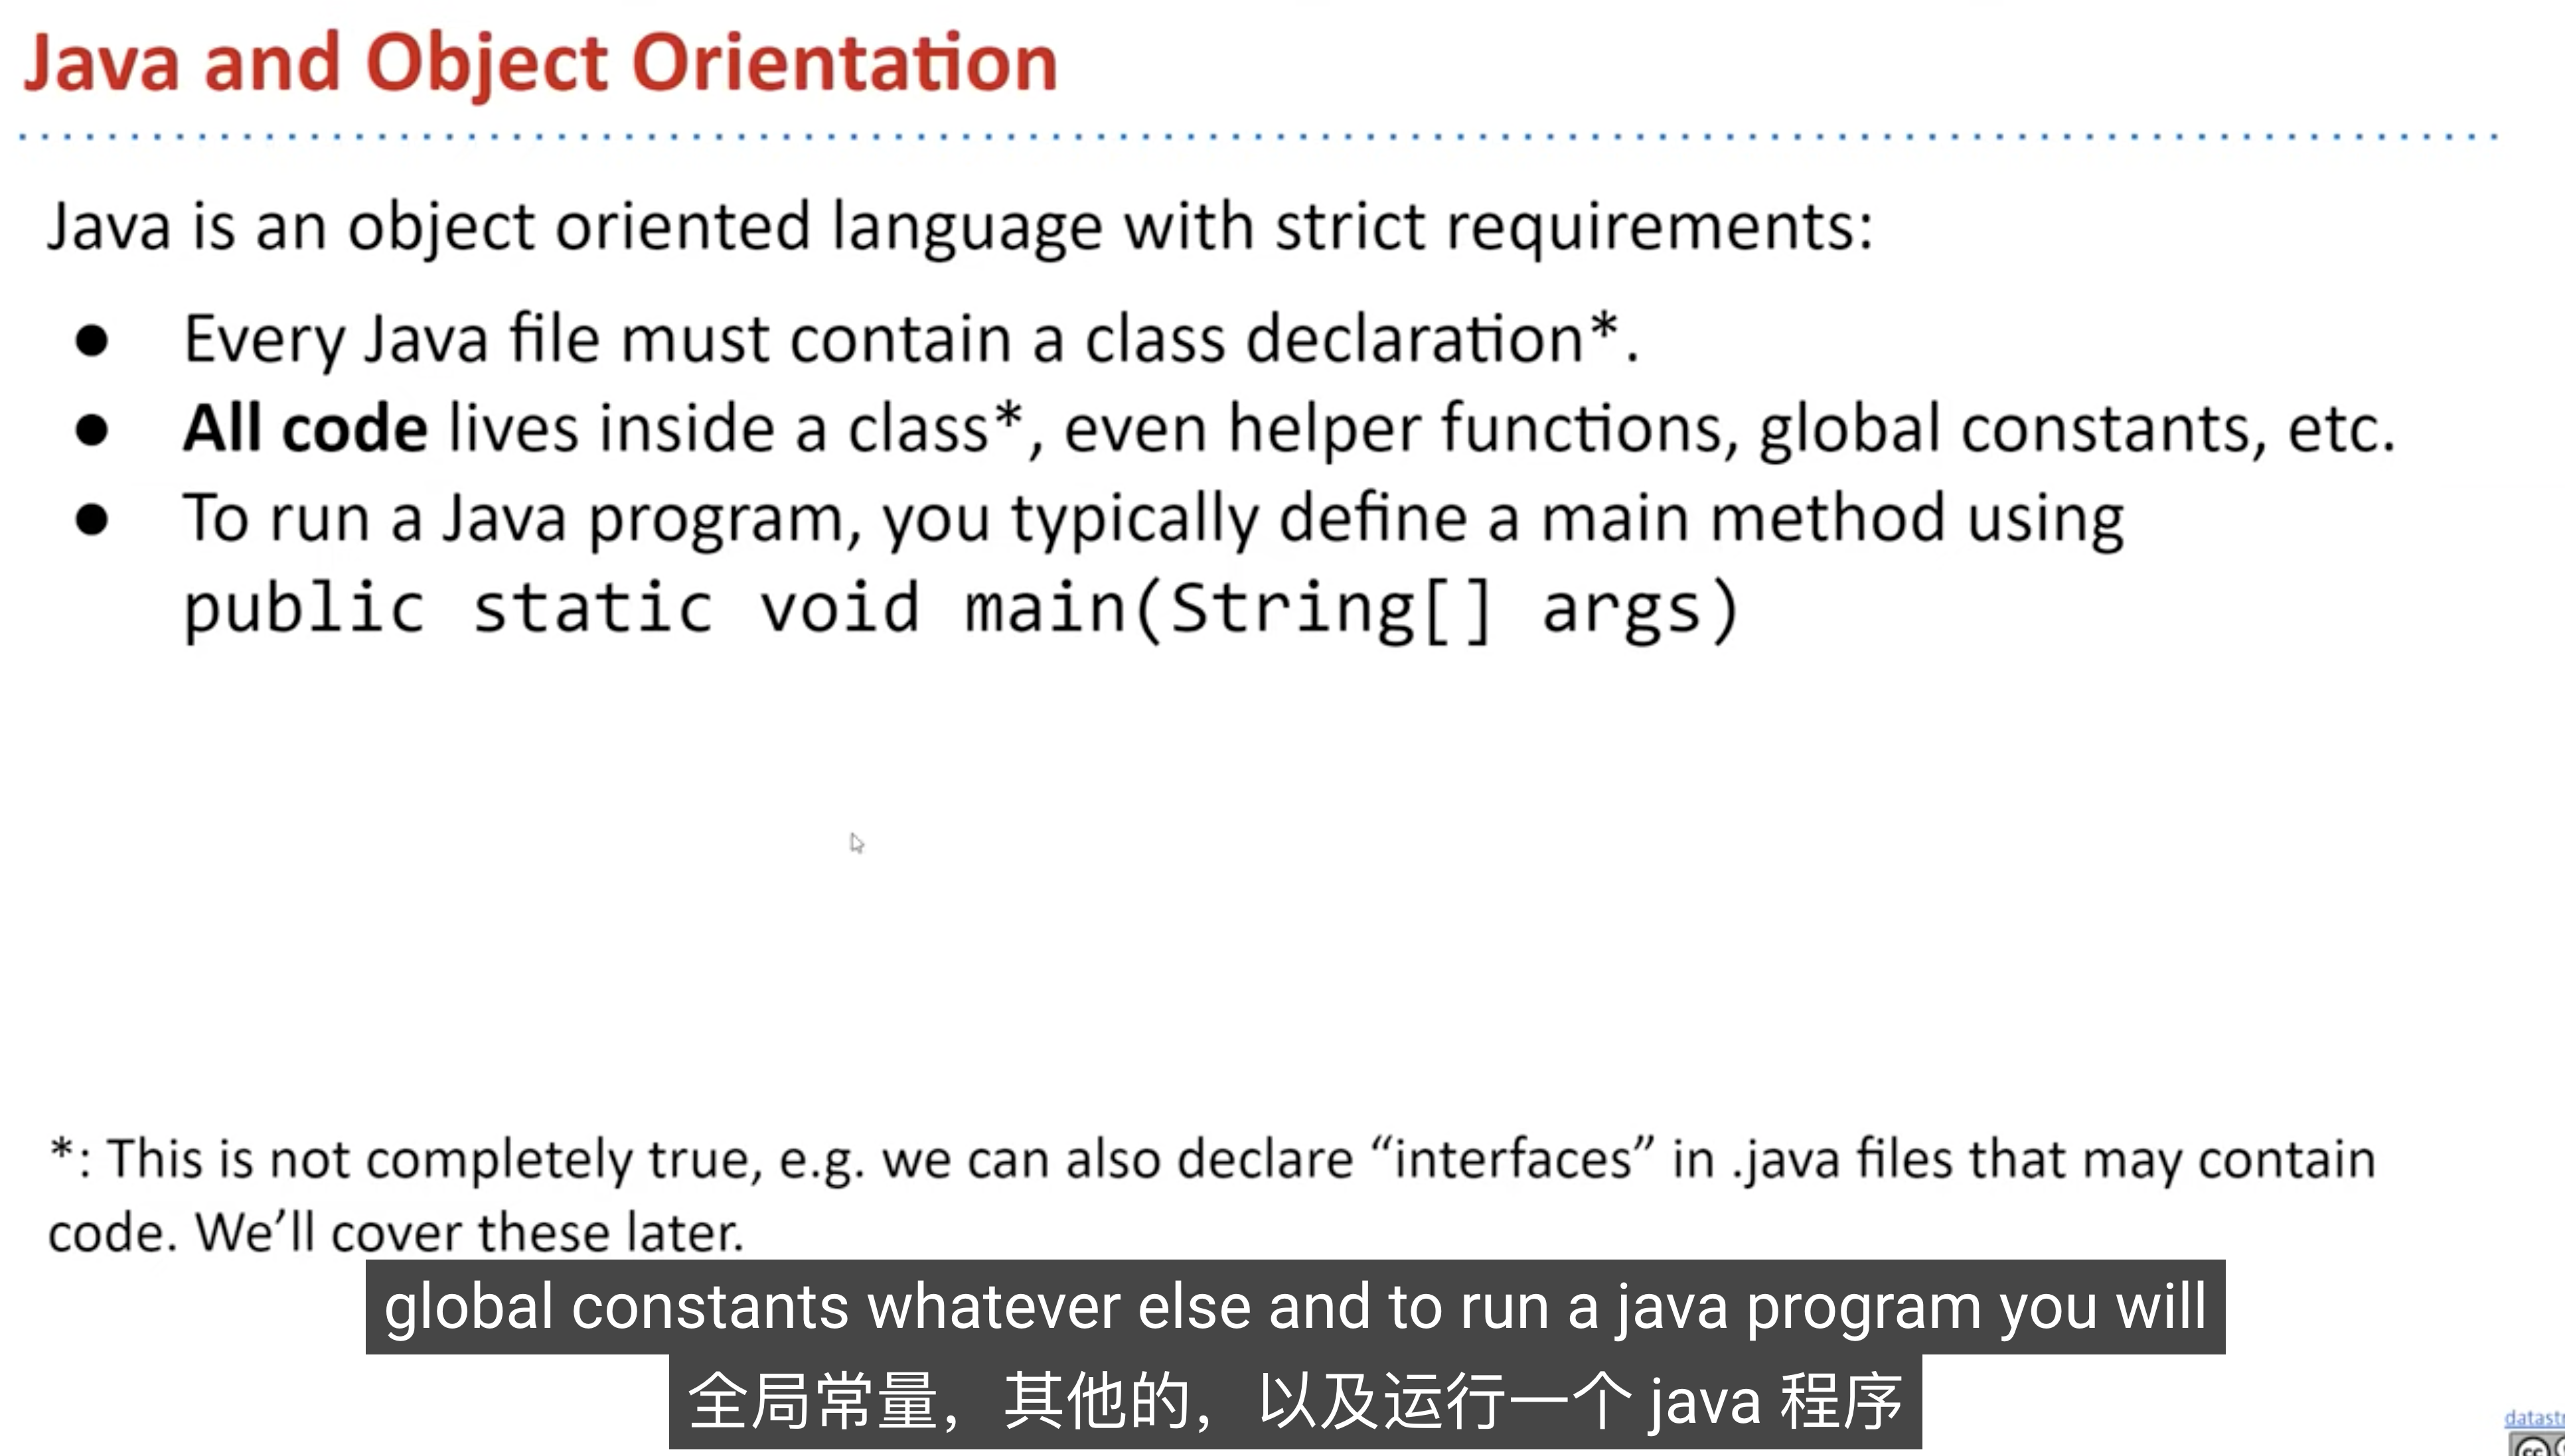 Java and Object Orientation
Java is an object oriented language with strict requirements:
● Every Java file must contain a class declaration*.
● All code lives inside a class*, even helper functions, global constants, etc.
● To run a Java program, you typically define a main method using
public static void main(String[] args)
*: This is not completely true, e.g. we can also declare “interfaces” in .java files that may contain
code. We’ll cover these later.
global constants whatever else and to run a java program you will
全局常量，其他的，以及运行一个 java 程序